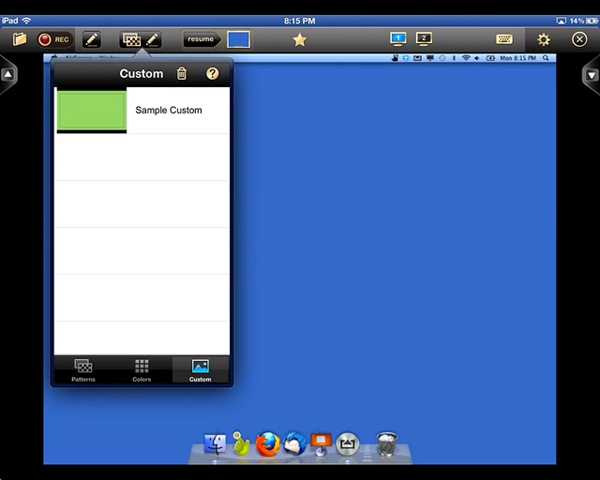 iPad
8:15 PM
14%
REC
resume
1
2
Mon 8:15 PM
Custom
?
Sample Custom
Patterns
Colors
Custom